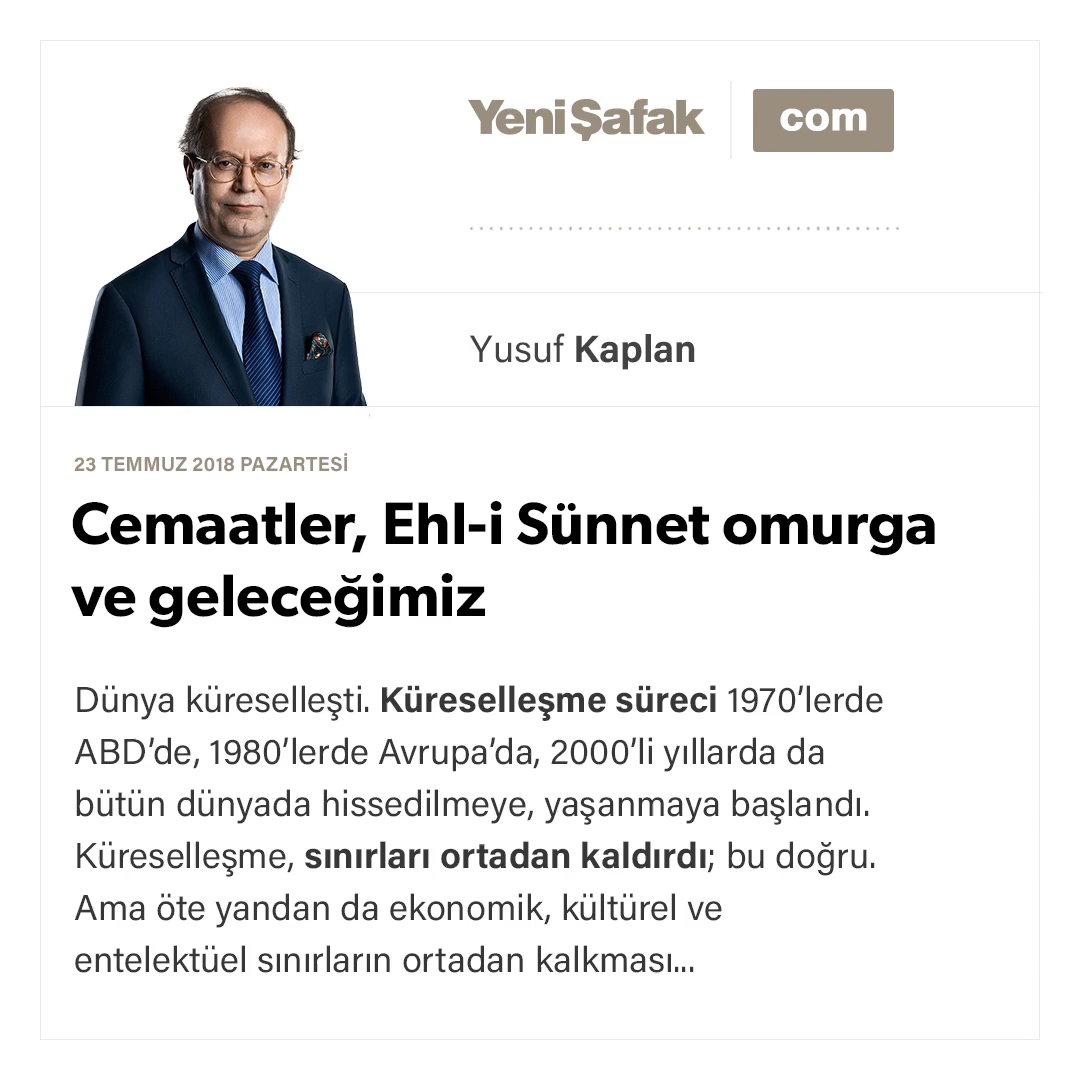 YeniŞafak com
Yusuf Kaplan
23 TEMMUZ 2018 PAZARTESİ
Cemaatler, Ehl-i Sünnet omurga
ve geleceğimiz
Dünya küreselleşti. Küreselleşme süreci 1970’lerde
ABD’de, 1980’lerde Avrupa’da, 2000’li yıllarda da
bütün dünyada hissedilmeye, yaşanmaya başlandı.
Küreselleşme, sınırları ortadan kaldırdı; bu doğru.
Ama öte yandan da ekonomik, kültürel ve
entelektüel sınırların ortadan kalkması...